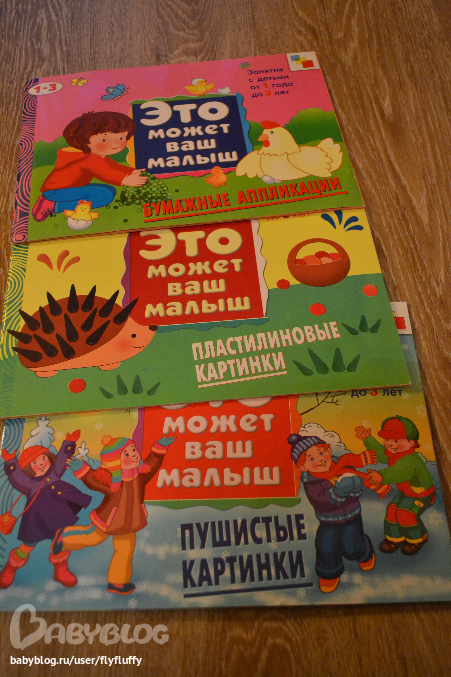 1-3
Занятия
с детьми
от 1 года
до 3 лет
Это
может
ваш
малыш
БУМАЖНЫЕ АППЛИКАЦИИ
Это
может
ваш
малыш
ПЛАСТИЛИНОВЫЕ
КАРТИНКИ
до 3 лет
Это
может
ваш
малыш
ПУШИСТЫЕ
КАРТИНКИ
BABYBLOG
babyblog.ru/user/flyfluffy